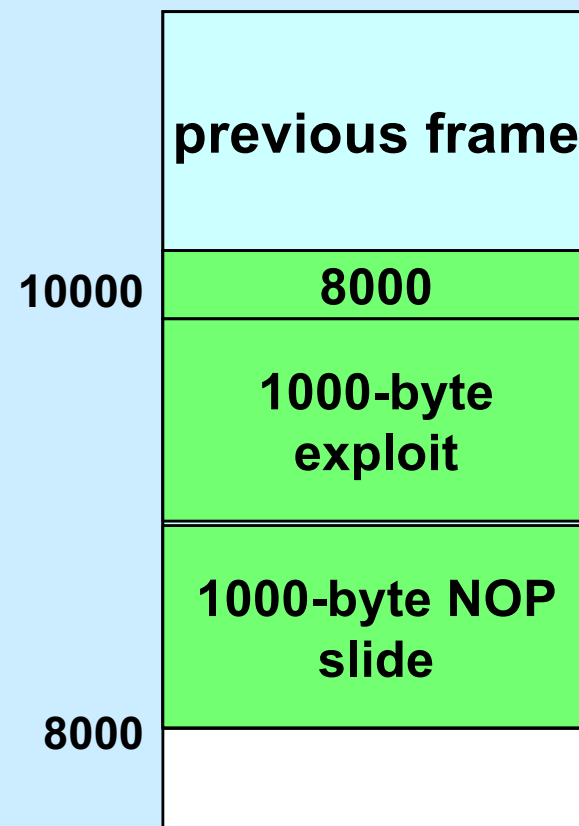 previous frame
10000
8000
1000-byte
exploit
1000-byte NOP
slide
8000